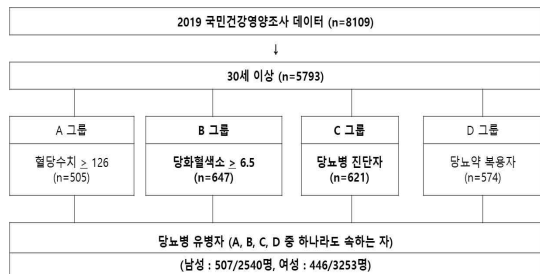 2019 국민건강영양조사 데이터 (n=8109)
↓
30세 이상 (n=5793)
A 그룹
B 그룹
C 그룹
D 그룹
혈당수치 ≥ 126
(n=505)
당화혈색소 ≥ 6.5
(n=647)
당뇨병 진단자
(n=621)
당뇨약 복용자
(n=574)
당뇨병 유병자 (A, B, C, D 중 하나라도 속하는 자)
(남성 : 507/2540명, 여성 : 446/3253명)